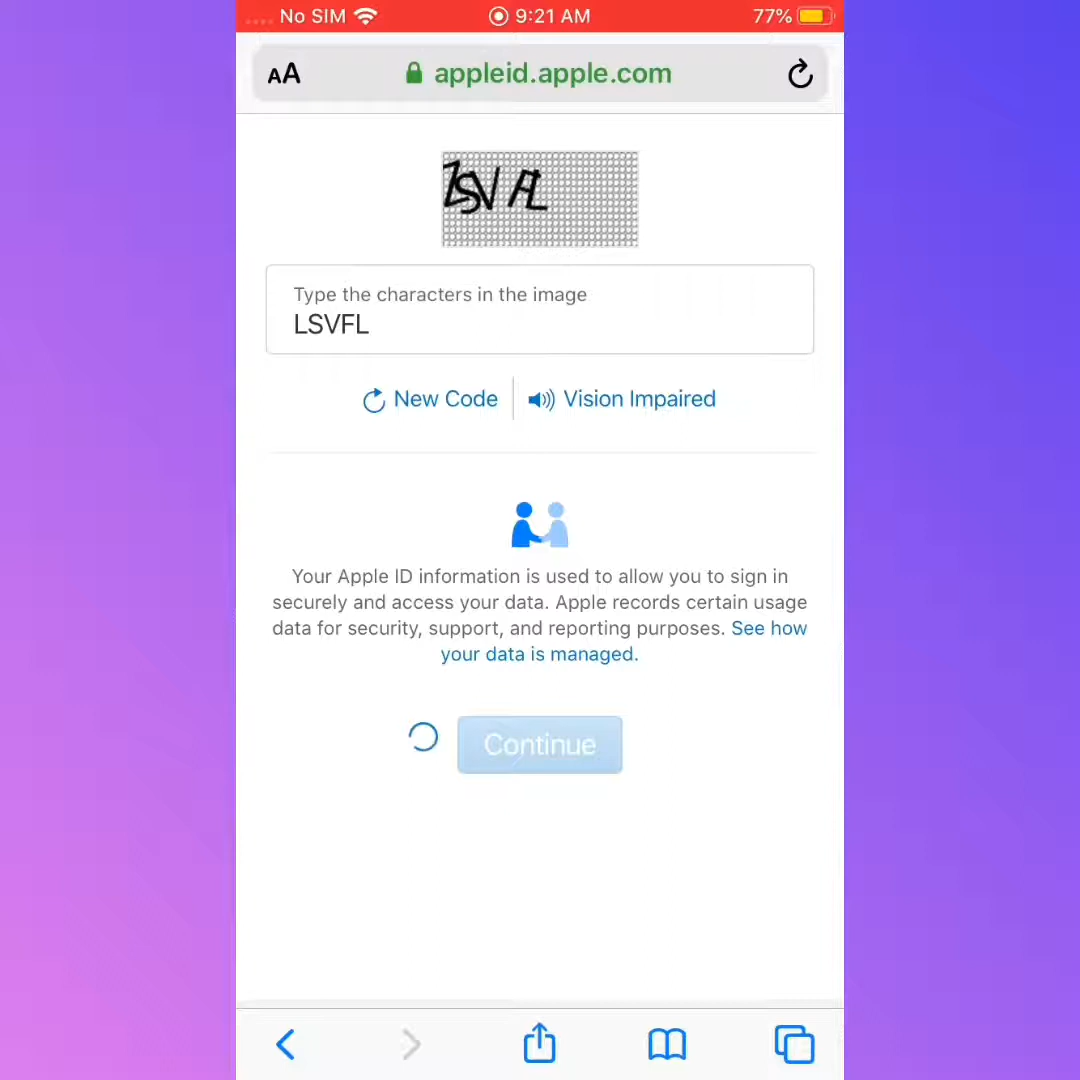 No SIM 9:21 AM 77%
AA appleid.apple.com
Type the characters in the image
LSVFL
New Code
Vision Impaired
Your Apple ID information is used to allow you to sign in
securely and access your data. Apple records certain usage
data for security, support, and reporting purposes. See how
your data is managed.
Continue